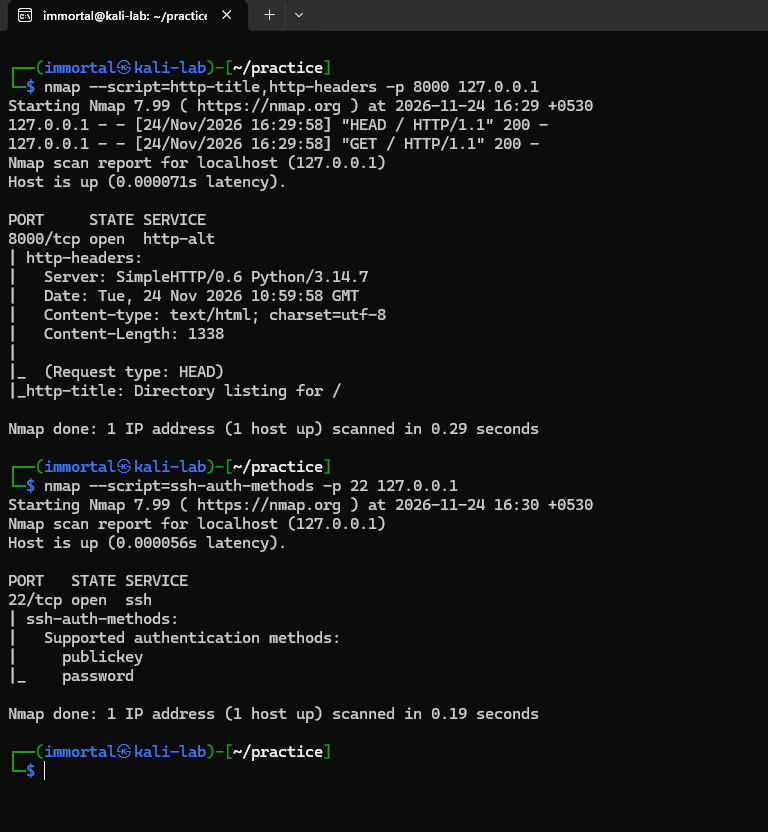 immortal@kali-lab: ~/practice
┌──(immortal㉿kali-lab)-[~/practice]
└─$ nmap --script=http-title,http-headers -p 8000 127.0.0.1
Starting Nmap 7.99 ( https://nmap.org ) at 2026-11-24 16:29 +0530
127.0.0.1 - - [24/Nov/2026 16:29:58] "HEAD / HTTP/1.1" 200 -
127.0.0.1 - - [24/Nov/2026 16:29:58] "GET / HTTP/1.1" 200 -
Nmap scan report for localhost (127.0.0.1)
Host is up (0.000071s latency).

PORT     STATE SERVICE
8000/tcp open  http-alt
| http-headers:
|   Server: SimpleHTTP/0.6 Python/3.14.7
|   Date: Tue, 24 Nov 2026 10:59:58 GMT
|   Content-type: text/html; charset=utf-8
|   Content-Length: 1338
|
|_  (Request type: HEAD)
|_http-title: Directory listing for /

Nmap done: 1 IP address (1 host up) scanned in 0.29 seconds

┌──(immortal㉿kali-lab)-[~/practice]
└─$ nmap --script=ssh-auth-methods -p 22 127.0.0.1
Starting Nmap 7.99 ( https://nmap.org ) at 2026-11-24 16:30 +0530
Nmap scan report for localhost (127.0.0.1)
Host is up (0.000056s latency).

PORT   STATE SERVICE
22/tcp open  ssh
| ssh-auth-methods:
|   Supported authentication methods:
|     publickey
|_    password

Nmap done: 1 IP address (1 host up) scanned in 0.19 seconds

┌──(immortal㉿kali-lab)-[~/practice]
└─$